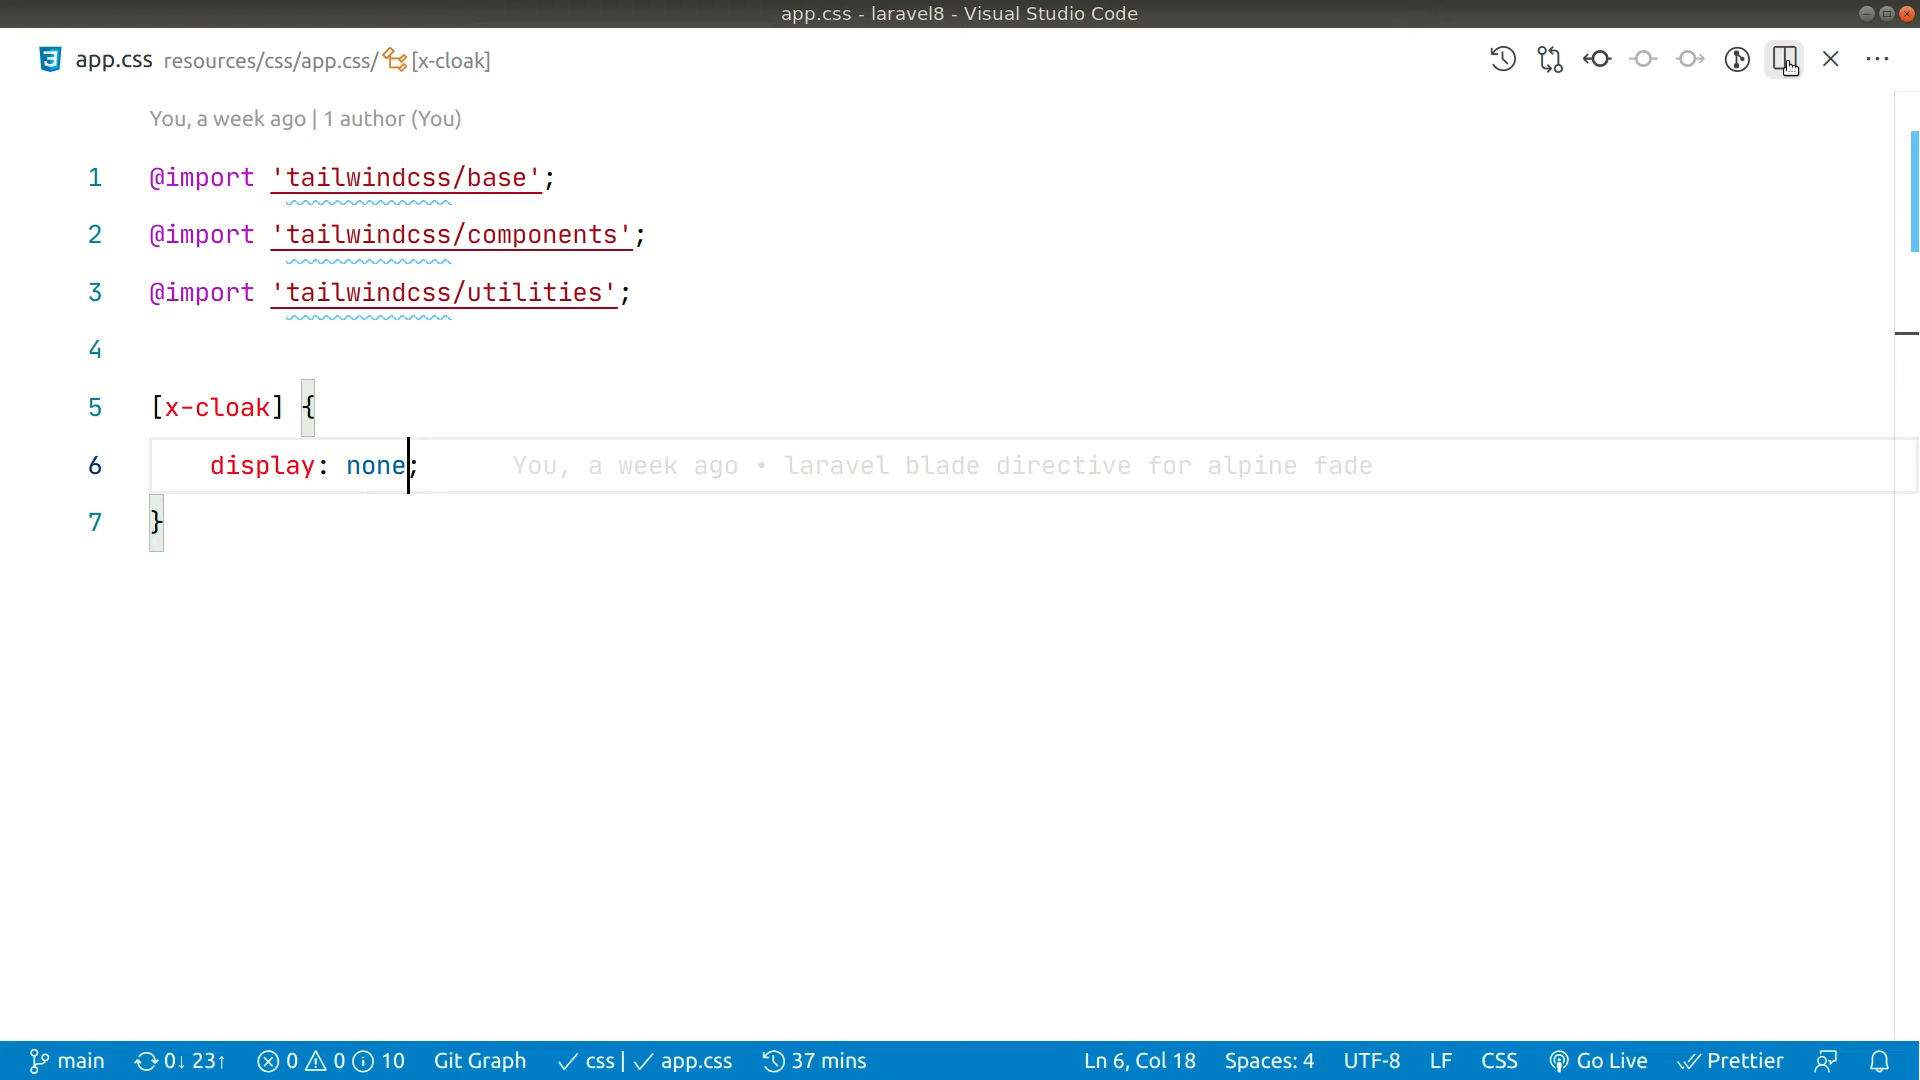 app.css - laravel8 - Visual Studio Code
app.css resources/css/app.css/ [x-cloak]
You, a week ago | 1 author (You)
1 @import 'tailwindcss/base';
2 @import 'tailwindcss/components';
3 @import 'tailwindcss/utilities';
4
5 [x-cloak] {
6 display: none; You, a week ago • laravel blade directive for alpine fade
7 }
main 0↓ 23↑ 0 0 10 Git Graph ✓ css | ✓ app.css 37 mins Ln 6, Col 18 Spaces: 4 UTF-8 LF CSS Go Live Prettier